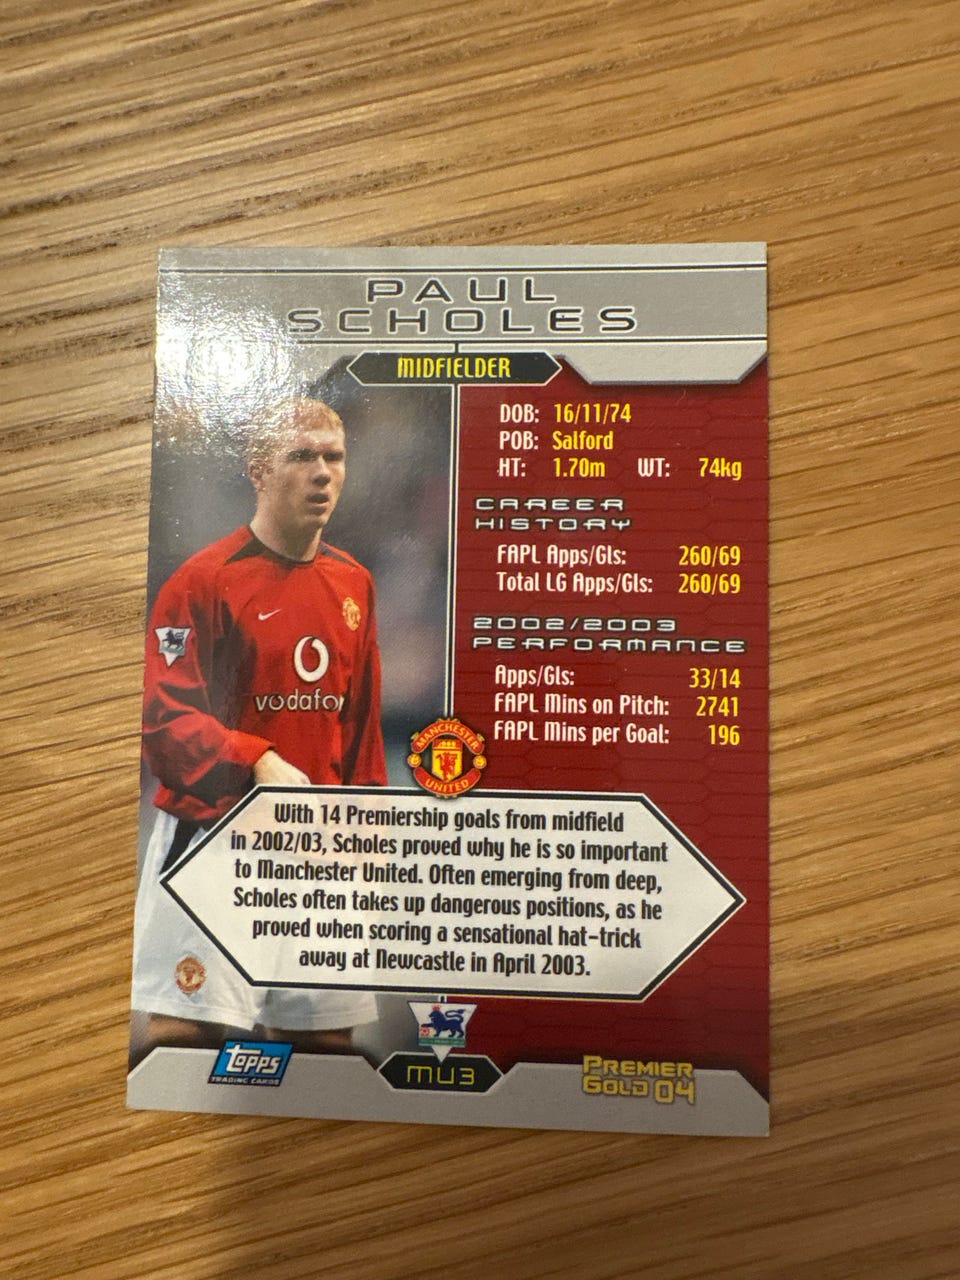 PAUL
SCHOLES
MIDFIELDER
DOB: 16/11/74
POB: Salford
HT: 1.70m WT: 74kg
CAREER
HISTORY
FAPL Apps/Gls: 260/69
Total LG Apps/Gls: 260/69
2002/2003
PERFORMANCE
Apps/Gls: 33/14
FAPL Mins on Pitch: 2741
FAPL Mins per Goal: 196
vodafo
MANCHESTER
UNITED
With 14 Premiership goals from midfield
in 2002/03, Scholes proved why he is so important
to Manchester United. Often emerging from deep,
Scholes often takes up dangerous positions, as he
proved when scoring a sensational hat-trick
away at Newcastle in April 2003.
Topps
TRADING CARDS
MU3
PREMIER
GOLD 04